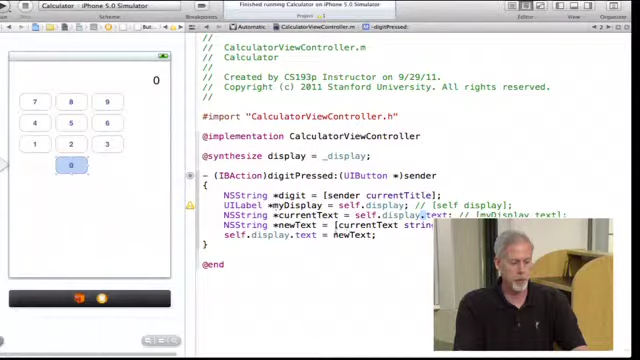 Calculator
iPhone 5.0 Simulator
Finished running Calculator on iPhone 5.0 Simulator
Scheme
Breakpoints
Project
Editor
View
Automatic
CalculatorViewController.m
-digitPressed:
0
7 8 9
4 5 6
1 2 3
0
//
// CalculatorViewController.m
// Calculator
//
// Created by CS193p Instructor on 9/29/11.
// Copyright (c) 2011 Stanford University. All rights reserved.
//
#import "CalculatorViewController.h"
@implementation CalculatorViewController
@synthesize display = _display;
- (IBAction)digitPressed:(UIButton *)sender
{
NSString *digit = [sender currentTitle];
UILabel *myDisplay = self.display; // [self display];
NSString *currentText = self.display.text; // [myDisplay text];
NSString *newText = [currentText
self.display.text = newText;
}
@end